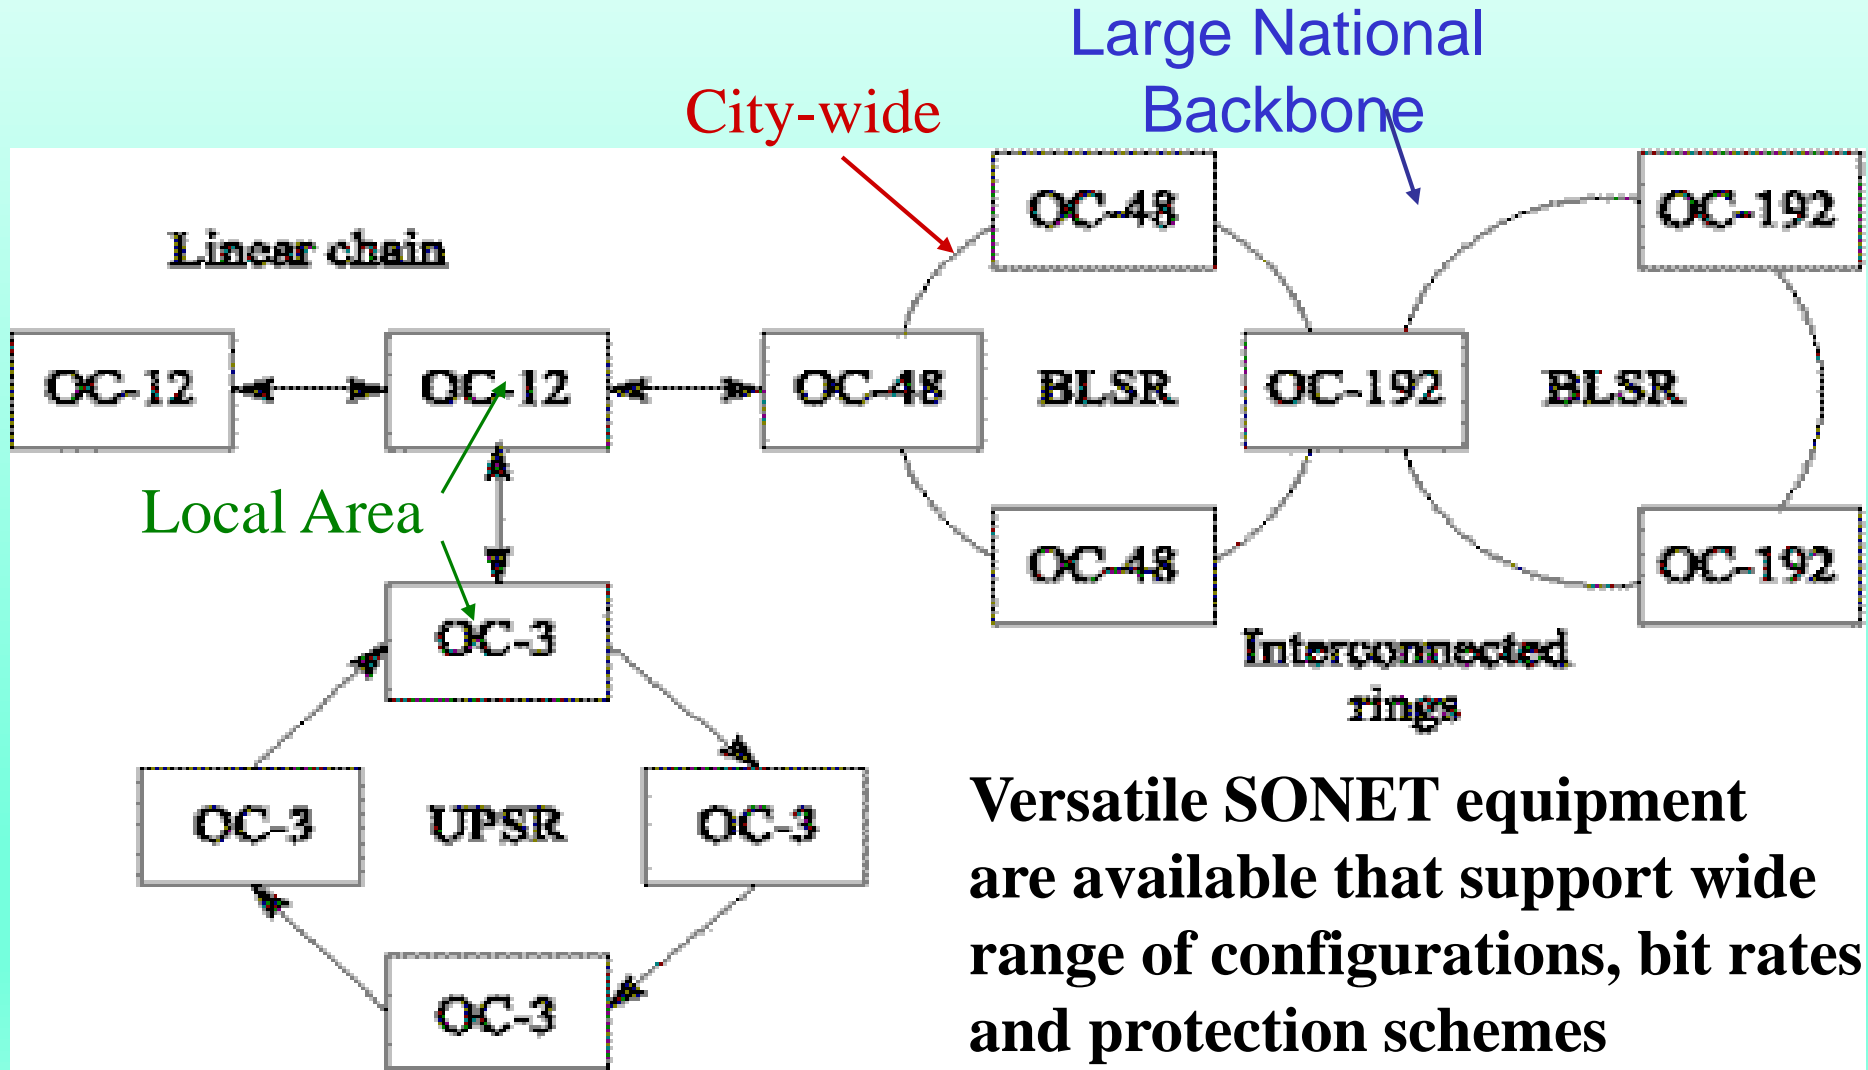 Large National
Backbone
City-wide
OC-48
OC-192
Linear chain
OC-12
OC-12
OC-48
BLSR
OC-192
BLSR
Local Area
OC-48
OC-192
OC-3
Interconnected
rings
OC-3
UPSR
OC-3
OC-3
Versatile SONET equipment
are available that support wide
range of configurations, bit rates
and protection schemes